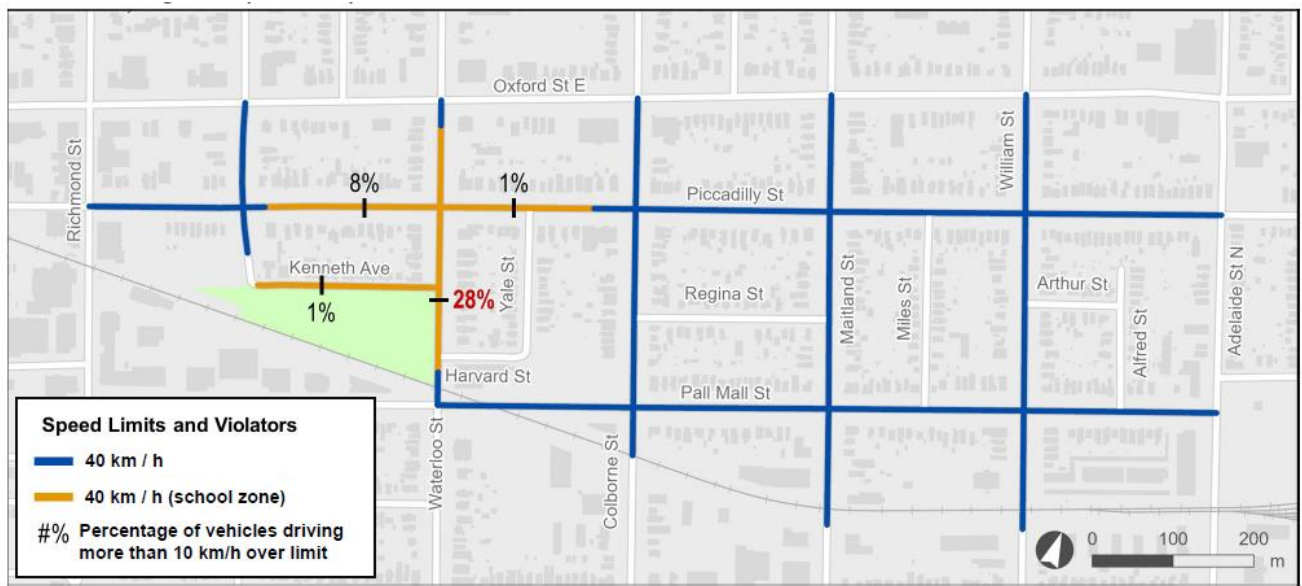 Oxford St E
William St
Richmond St
8%
1%
Piccadilly St
Kenneth Ave
1%
28%
Yale St
Regina St
Maitland St
Miles St
Arthur St
Alfred St
Adelaide St N
Harvard St
Pall Mall St
Waterloo St
Colborne St
Speed Limits and Violators
40 km / h
40 km / h (school zone)
#% Percentage of vehicles driving
more than 10 km/h over limit
0 100 200
m